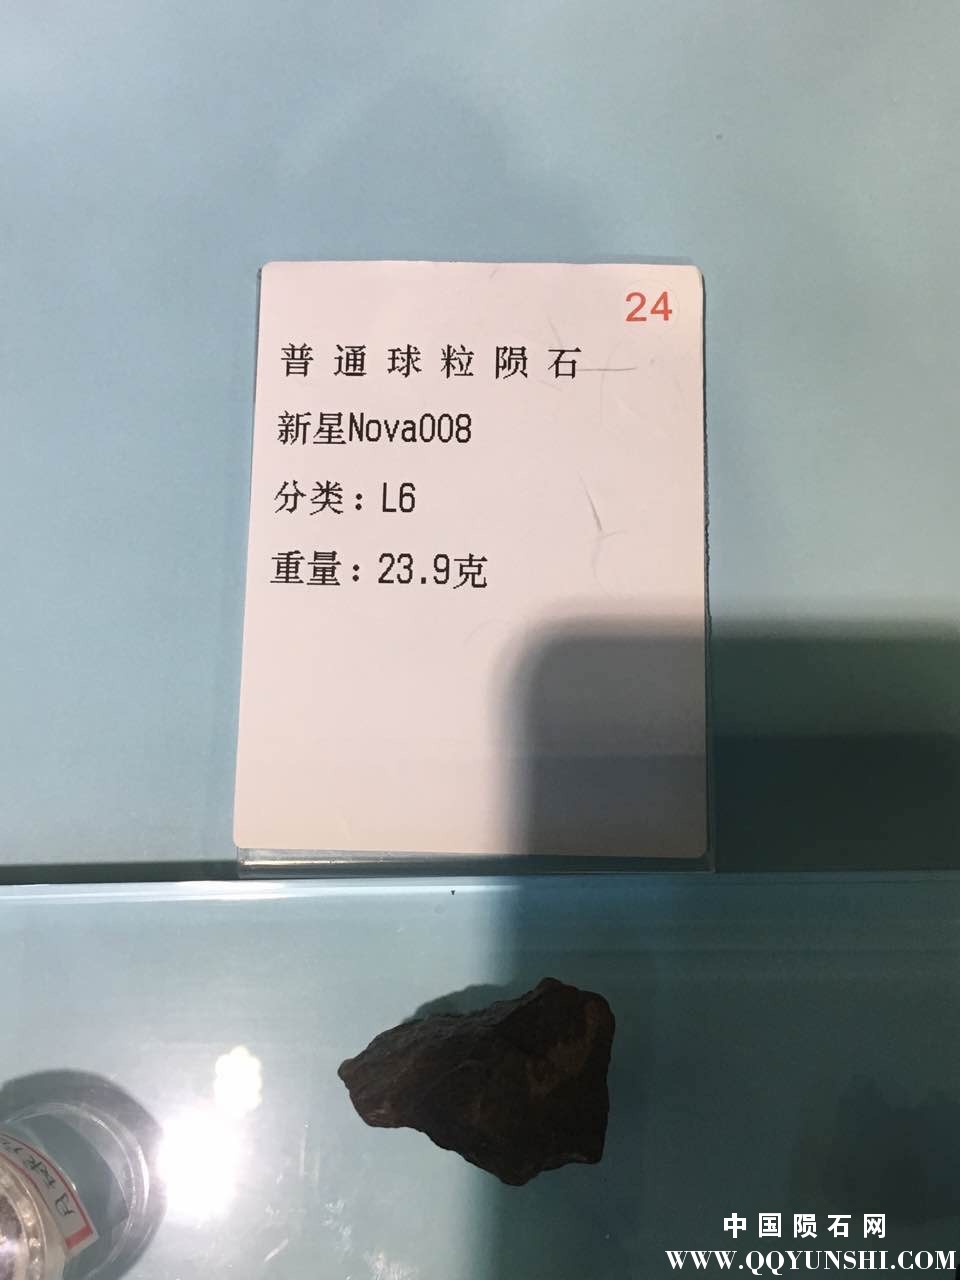 24
普通球粒陨石
新星Nova008
分类：L6
重量：23.9克
中国陨石网
WWW.QQYUNSHI.COM